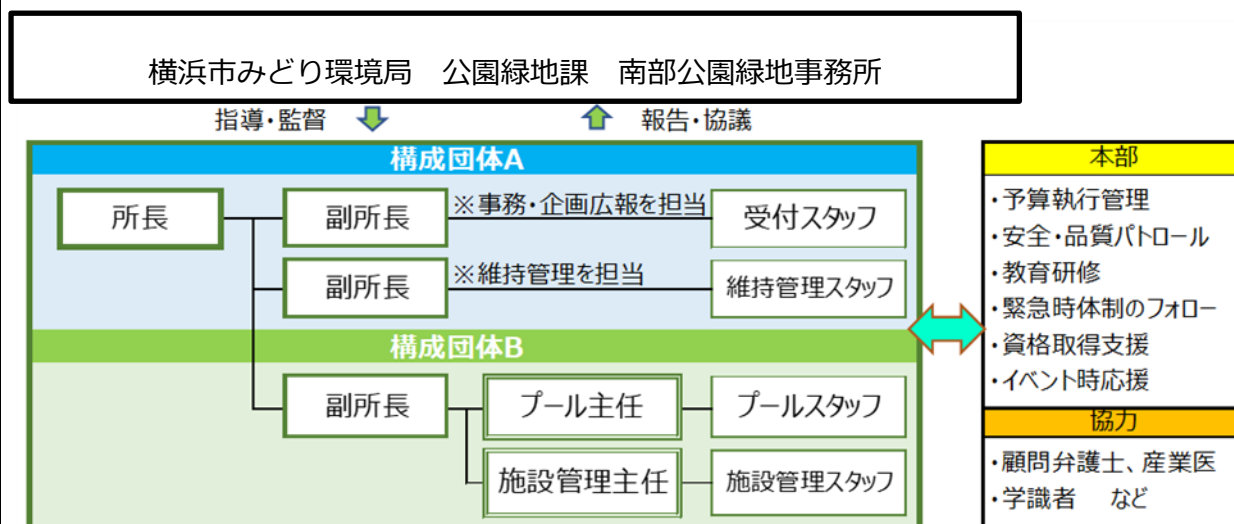 横浜市みどり環境局　公園緑地課　南部公園緑地事務所
指導・監督
報告・協議
構成団体A
所長
副所長
※事務・企画広報を担当
受付スタッフ
副所長
※維持管理を担当
維持管理スタッフ
構成団体B
副所長
プール主任
プールスタッフ
施設管理主任
施設管理スタッフ
本部
・予算執行管理
・安全・品質パトロール
・教育研修
・緊急時体制のフォロー
・資格取得支援
・イベント時応援
協力
・顧問弁護士、産業医
・学識者　など